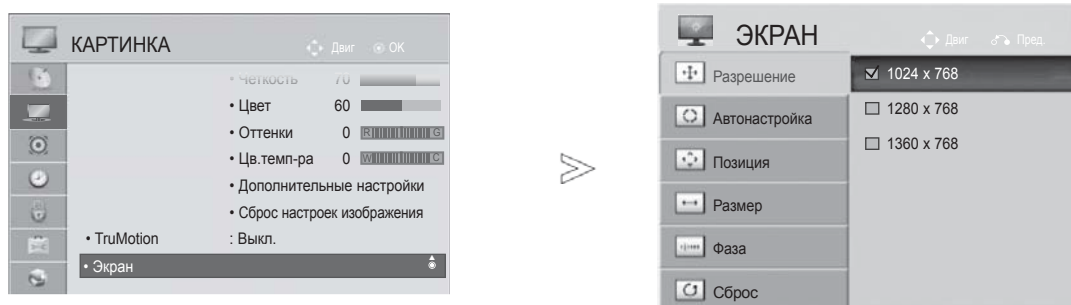 КАРТИНКА
Двиг ОК
• Четкость 70
• Цвет 60
• Оттенки 0 R G
• Цв.темп-ра 0 W C
• Дополнительные настройки
• Сброс настроек изображения
• TruMotion : Выкл.
• Экран
ЭКРАН
Двиг Пред.
Разрешение
Автонастройка
Позиция
Размер
Фаза
Сброс
1024 x 768
1280 x 768
1360 x 768